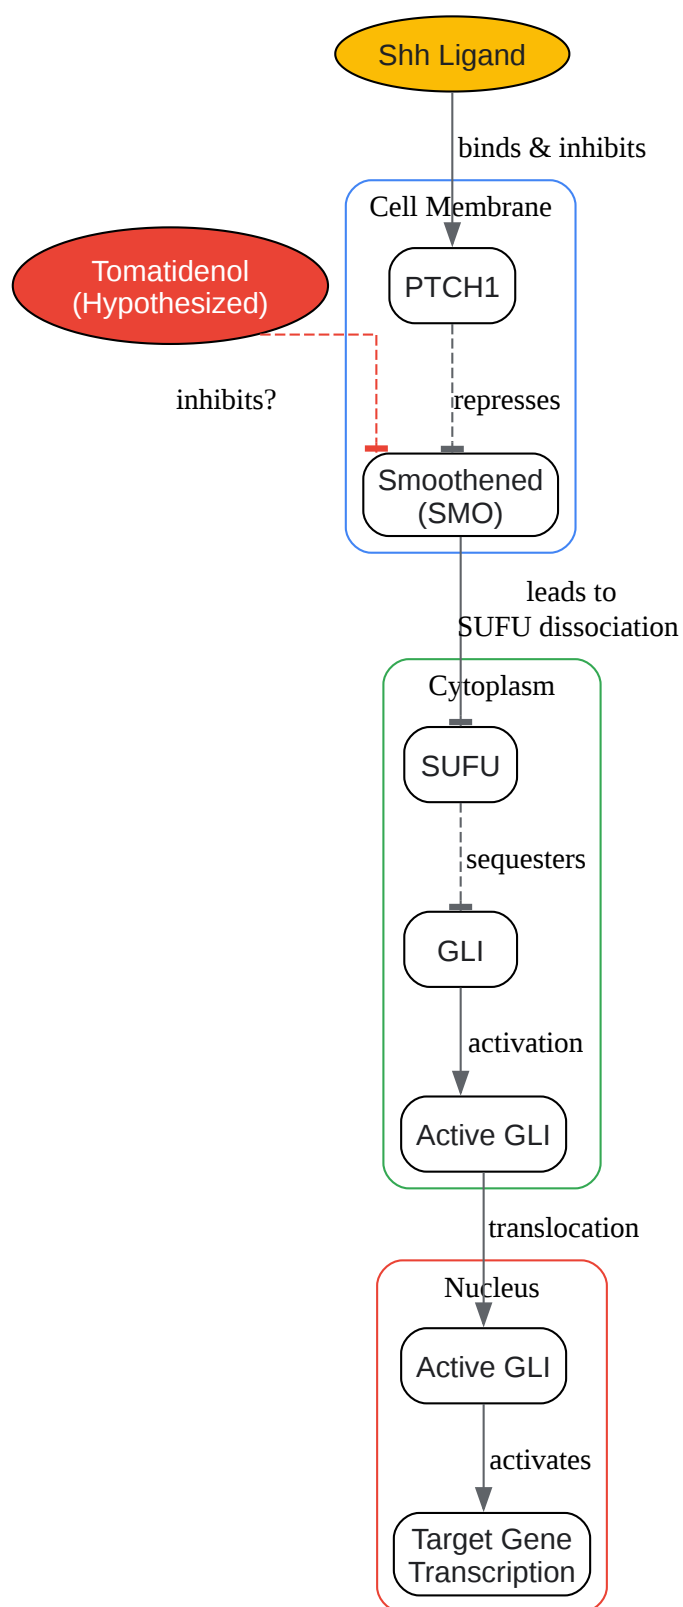 Shh Ligand
binds & inhibits
Cell Membrane
Tomatidenol
(Hypothesized)
PTCH1
inhibits?
represses
Smoothened
(SMO)
leads to
SUFU dissociation
Cytoplasm
SUFU
sequesters
GLI
activation
Active GLI
translocation
Nucleus
Active GLI
activates
Target Gene
Transcription